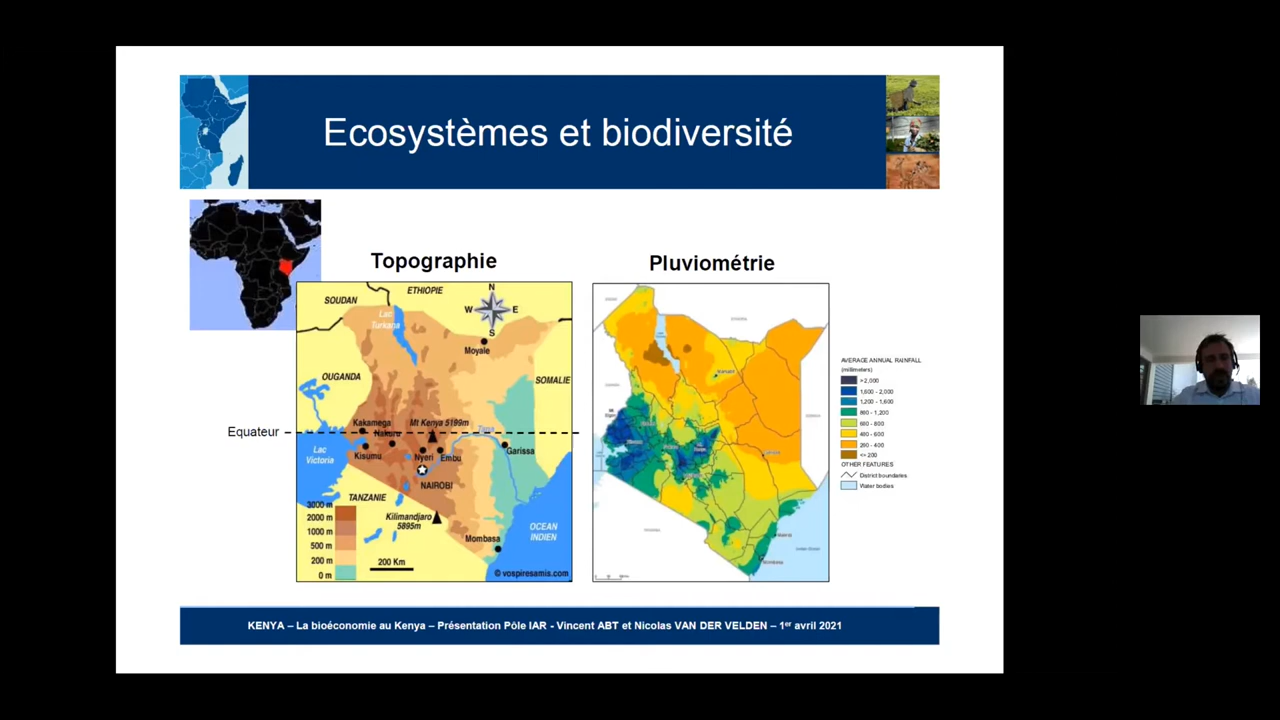 Ecosystèmes et biodiversité
Topographie
N
W E
S
SOUDAN
ETHIOPIE
Lac
Turkana
Moyale
OUGANDA
SOMALIE
Equateur
Kakamega
Nakuru
Mt Kenya 5199m
Tana
Garissa
Kisumu
Nyeri
Embu
Lac
Victoria
NAIROBI
TANZANIE
Kilimandjaro
5895m
Mombasa
OCEAN
INDIEN
3000 m
2000 m
1000 m
500 m
200 m
0 m
200 Km
© vospiresamis.com
Pluviométrie
AVERAGE ANNUAL RAINFALL
(millimeters)
>2,000
1,600 - 2,000
1,200 - 1,600
800 - 1,200
600 - 800
400 - 600
200 - 400
<= 200
OTHER FEATURES
District boundaries
Water bodies
KENYA – La bioéconomie au Kenya – Présentation Pôle IAR - Vincent ABT et Nicolas VAN DER VELDEN – 1er avril 2021